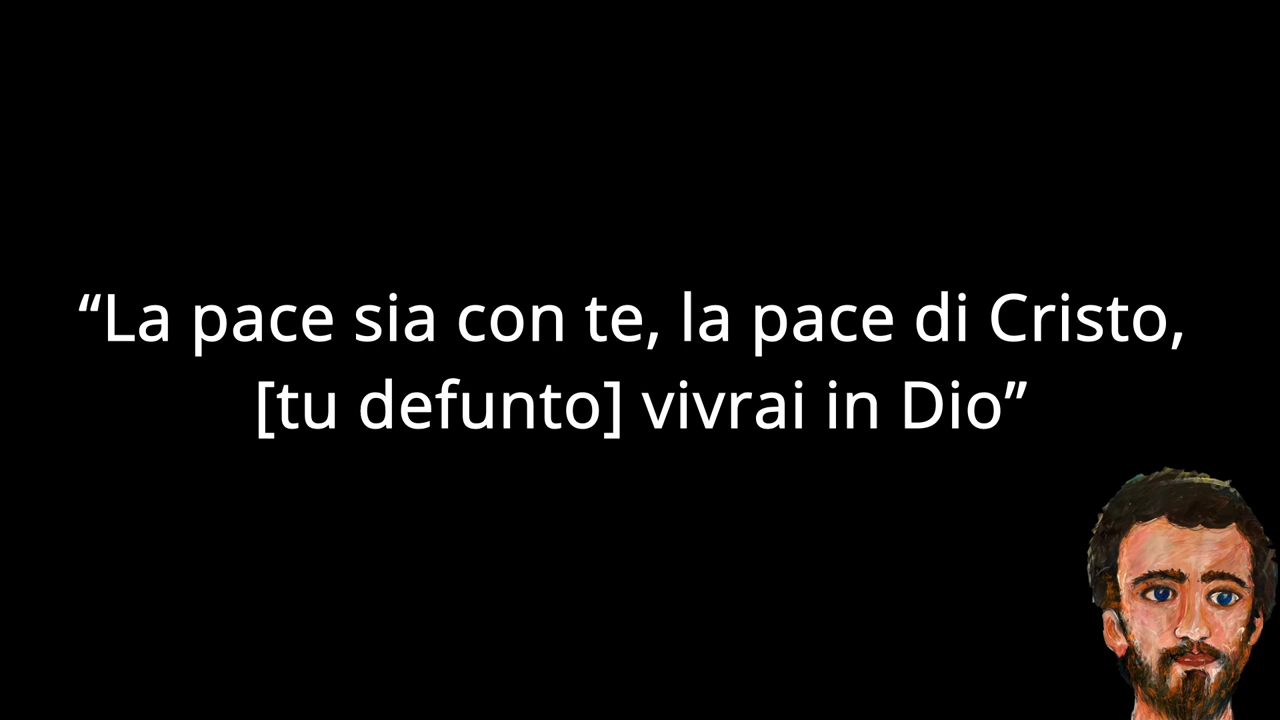 “La pace sia con te, la pace di Cristo,
[tu defunto] vivrai in Dio”